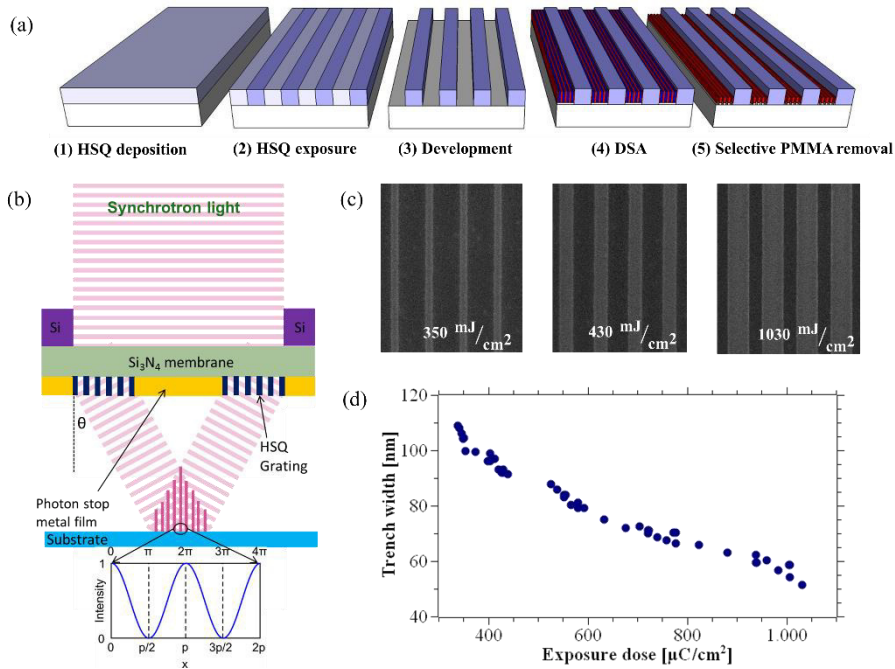 (a)
(1) HSQ deposition
(2) HSQ exposure
(3) Development
(4) DSA
(5) Selective PMMA removal
(b)
Synchrotron light
Si
Si
Si₃N₄ membrane
θ
HSQ
Grating
Photon stop
metal film
Substrate
0 π 2π 3π 4π
1
Intensity
0
0 p/2 p 3p/2 2p
x
(c)
350 mJ/cm²
430 mJ/cm²
1030 mJ/cm²
(d)
120
100
80
60
40
Trench width [nm]
400 600 800 1.000
Exposure dose [µC/cm²]